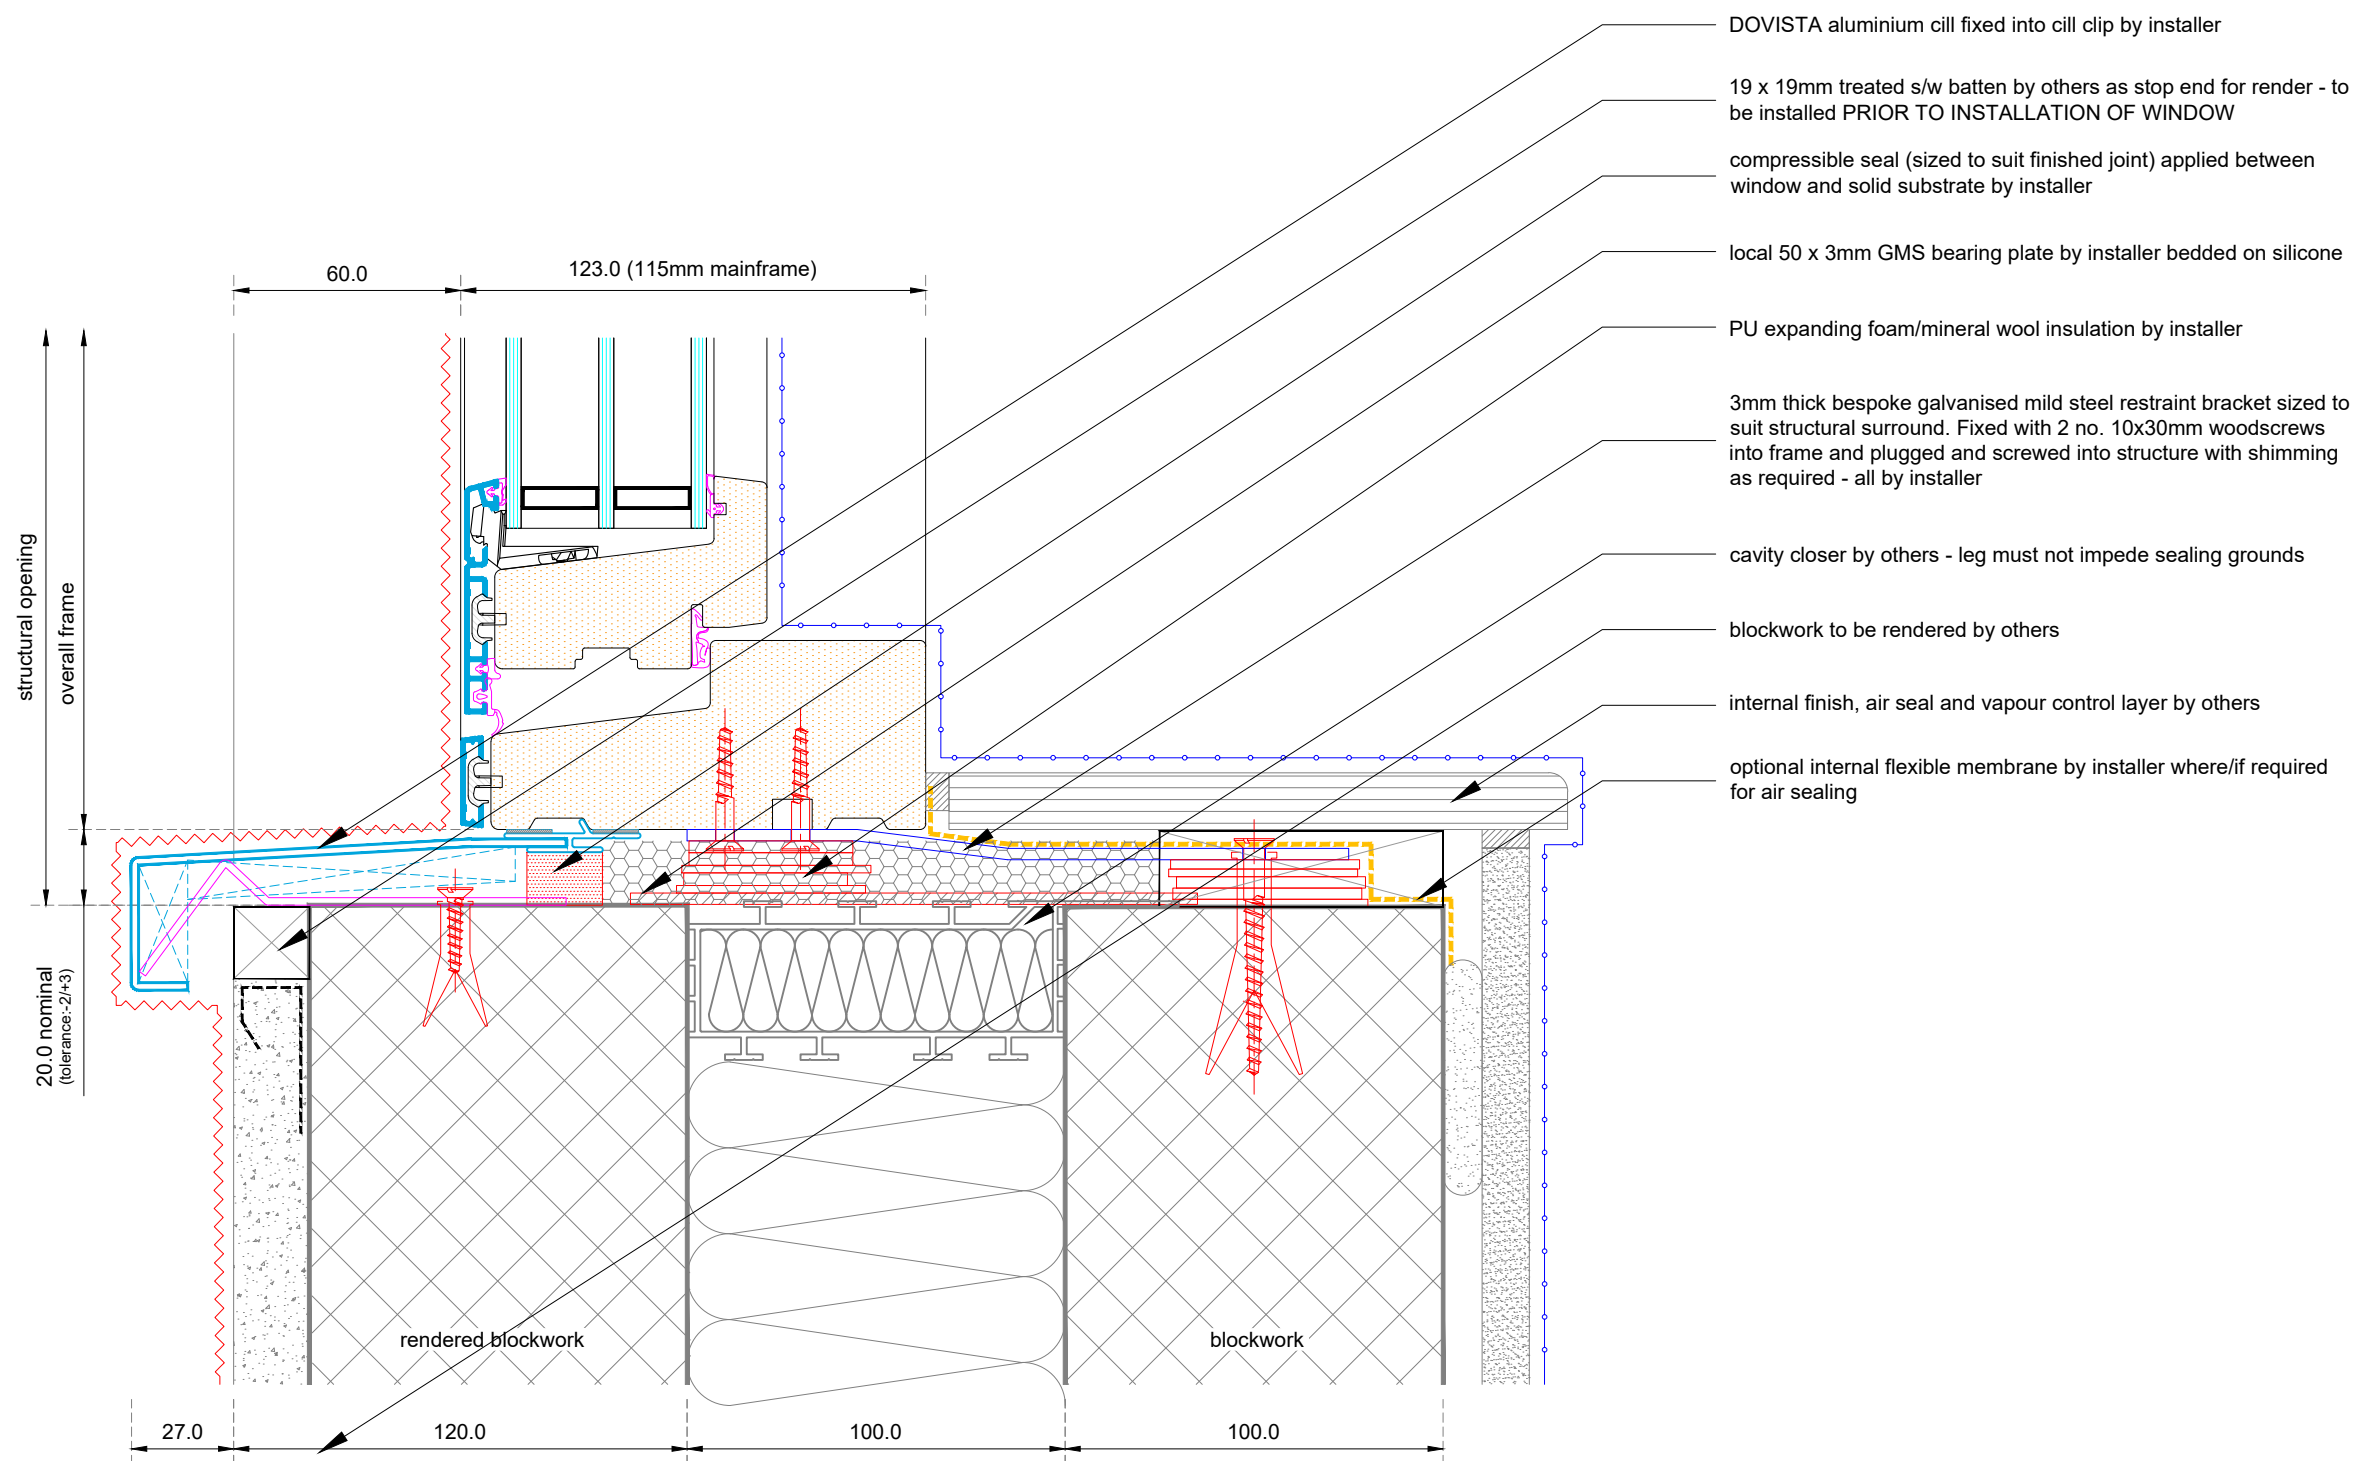 DOVISTA aluminium cill fixed into cill clip by installer
19 x 19mm treated s/w batten by others as stop end for render - to
be installed PRIOR TO INSTALLATION OF WINDOW
compressible seal (sized to suit finished joint) applied between
window and solid substrate by installer
local 50 x 3mm GMS bearing plate by installer bedded on silicone
60.0
123.0 (115mm mainframe)
PU expanding foam/mineral wool insulation by installer
3mm thick bespoke galvanised mild steel restraint bracket sized to
suit structural surround. Fixed with 2 no. 10x30mm woodscrews
into frame and plugged and screwed into structure with shimming
as required - all by installer
cavity closer by others - leg must not impede sealing grounds
blockwork to be rendered by others
internal finish, air seal and vapour control layer by others
optional internal flexible membrane by installer where/if required
for air sealing
structural opening
overall frame
20.0 nominal
(tolerance:-2/+3)
rendered blockwork
blockwork
27.0
120.0
100.0
100.0